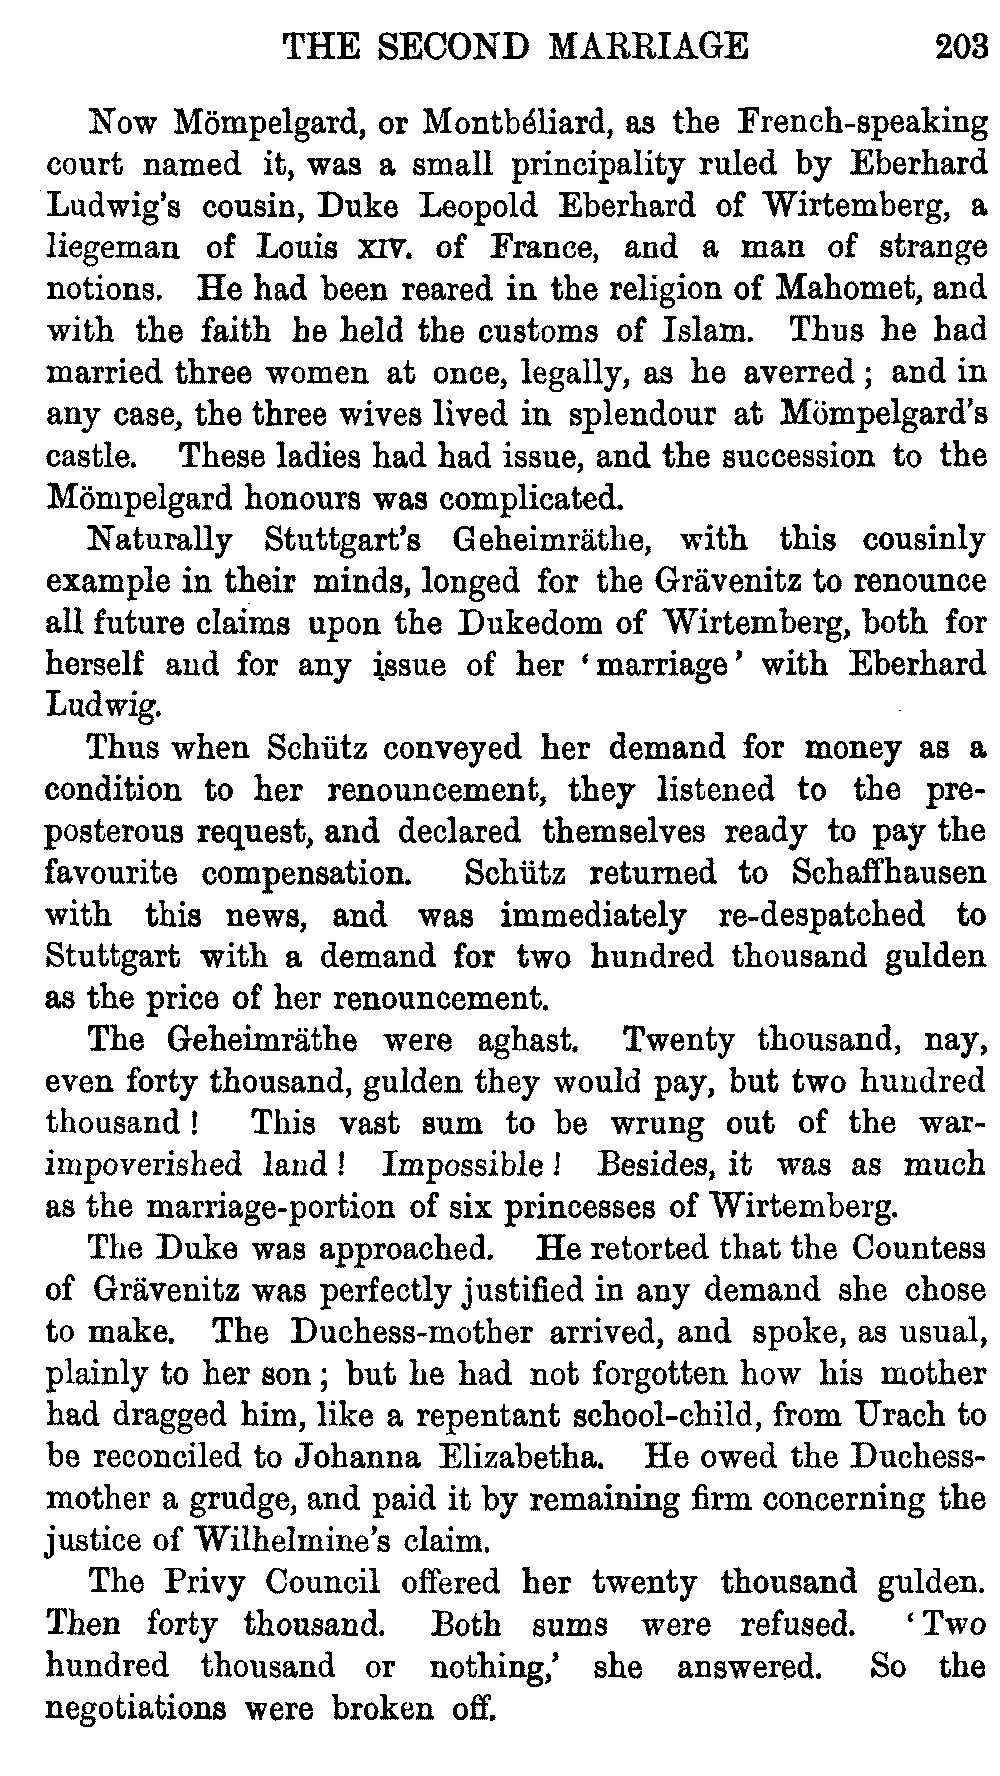 THE SECOND MARRIAGE 203
Now Mömpelgard, or Montbéliard, as the French-speaking
court named it, was a small principality ruled by Eberhard
Ludwig's cousin, Duke Leopold Eberhard of Wirtemberg, a
liegeman of Louis XIV. of France, and a man of strange
notions. He had been reared in the religion of Mahomet, and
with the faith he held the customs of Islam. Thus he had
married three women at once, legally, as he averred ; and in
any case, the three wives lived in splendour at Mömpelgard's
castle. These ladies had had issue, and the succession to the
Mömpelgard honours was complicated.
Naturally Stuttgart's Geheimräthe, with this cousinly
example in their minds, longed for the Grävenitz to renounce
all future claims upon the Dukedom of Wirtemberg, both for
herself and for any issue of her ‘marriage’ with Eberhard
Ludwig.
Thus when Schütz conveyed her demand for money as a
condition to her renouncement, they listened to the pre-
posterous request, and declared themselves ready to pay the
favourite compensation. Schütz returned to Schaffhausen
with this news, and was immediately re-despatched to
Stuttgart with a demand for two hundred thousand gulden
as the price of her renouncement.
The Geheimräthe were aghast. Twenty thousand, nay,
even forty thousand, gulden they would pay, but two hundred
thousand ! This vast sum to be wrung out of the war-
impoverished land ! Impossible ! Besides, it was as much
as the marriage-portion of six princesses of Wirtemberg.
The Duke was approached. He retorted that the Countess
of Grävenitz was perfectly justified in any demand she chose
to make. The Duchess-mother arrived, and spoke, as usual,
plainly to her son ; but he had not forgotten how his mother
had dragged him, like a repentant school-child, from Urach to
be reconciled to Johanna Elizabetha. He owed the Duchess-
mother a grudge, and paid it by remaining firm concerning the
justice of Wilhelmine's claim.
The Privy Council offered her twenty thousand gulden.
Then forty thousand. Both sums were refused. ‘Two
hundred thousand or nothing,’ she answered. So the
negotiations were broken off.